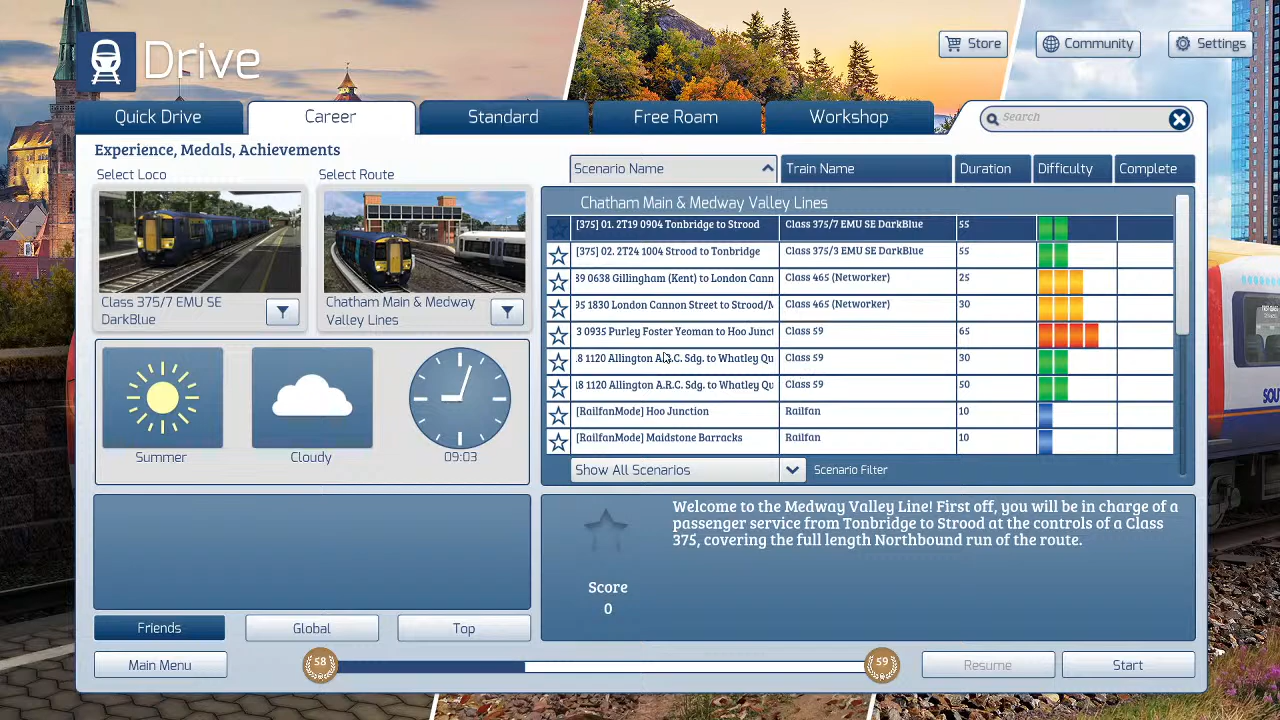 Drive
Store
Community
Settings
Quick Drive
Career
Standard
Free Roam
Workshop
Search
Experience, Medals, Achievements
Select Loco
Select Route
Class 375/7 EMU SE
DarkBlue
Chatham Main & Medway
Valley Lines
Summer
Cloudy
09:03
Scenario Name
Train Name
Duration
Difficulty
Complete
Chatham Main & Medway Valley Lines
[375] 01. 2T19 0904 Tonbridge to Strood Class 375/7 EMU SE DarkBlue 55
[375] 02. 2T24 1004 Strood to Tonbridge Class 375/3 EMU SE DarkBlue 55
39 0638 Gillingham (Kent) to London Cann Class 465 (Networker) 25
95 1830 London Cannon Street to Strood/M Class 465 (Networker) 30
3 0935 Purley Foster Yeoman to Hoo Junct Class 59 65
8 1120 Allington A.R.C. Sdg. to Whatley Qu Class 59 30
8 1120 Allington A.R.C. Sdg. to Whatley Qu Class 59 50
[RailfanMode] Hoo Junction Railfan 10
[RailfanMode] Maidstone Barracks Railfan 10
Show All Scenarios
Scenario Filter
Welcome to the Medway Valley Line! First off, you will be in charge of a
passenger service from Tonbridge to Strood at the controls of a Class
375, covering the full length Northbound run of the route.
Score
0
Friends
Global
Top
Main Menu
58
59
Resume
Start
SOU